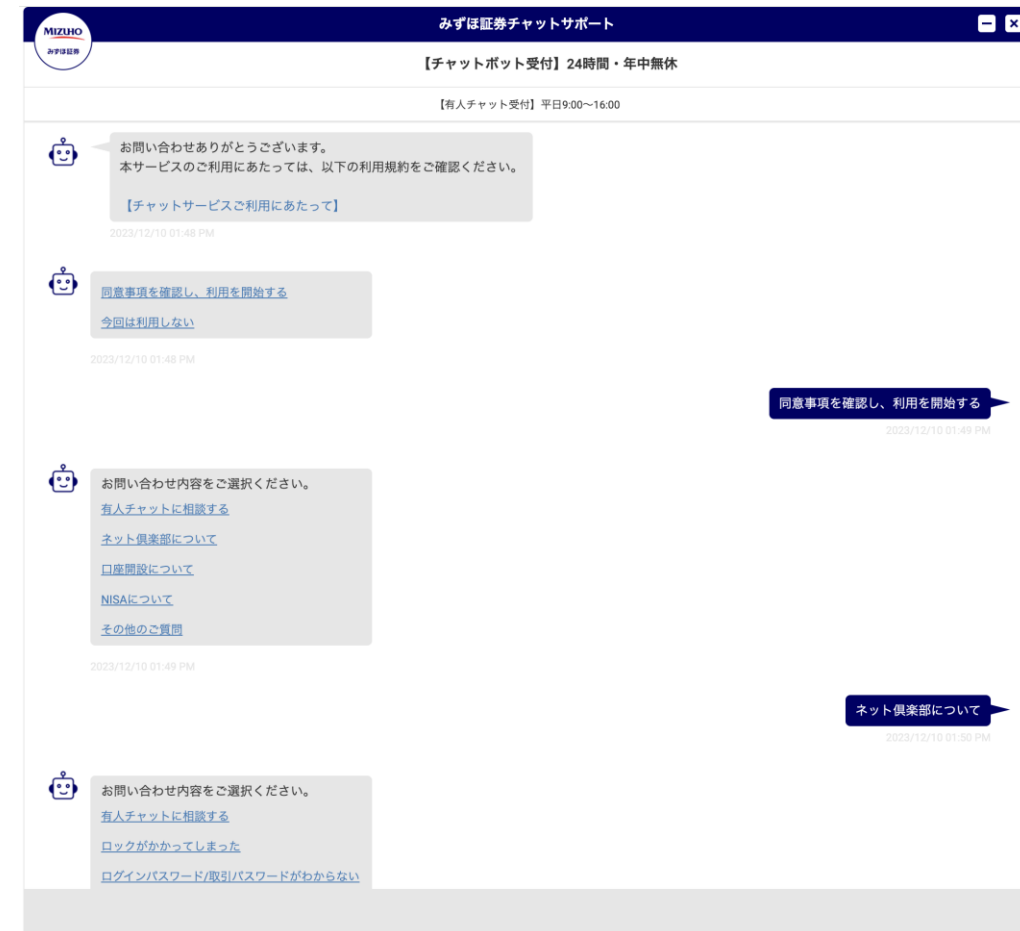 みずほ証券チャットサポート
MIZUHO
みずほ証券
【チャットボット受付】24時間・年中無休
【有人チャット受付】平日9:00〜16:00
お問い合わせありがとうございます。
本サービスのご利用にあたっては、以下の利用規約をご確認ください。
【チャットサービスご利用にあたって】
2023/12/10 01:48 PM
同意事項を確認し、利用を開始する
今回は利用しない
2023/12/10 01:48 PM
同意事項を確認し、利用を開始する
2023/12/10 01:49 PM
お問い合わせ内容をご選択ください。
有人チャットに相談する
ネット倶楽部について
口座開設について
NISAについて
その他のご質問
2023/12/10 01:49 PM
ネット倶楽部について
2023/12/10 01:50 PM
お問い合わせ内容をご選択ください。
有人チャットに相談する
ロックがかかってしまった
ログインパスワード/取引パスワードがわからない